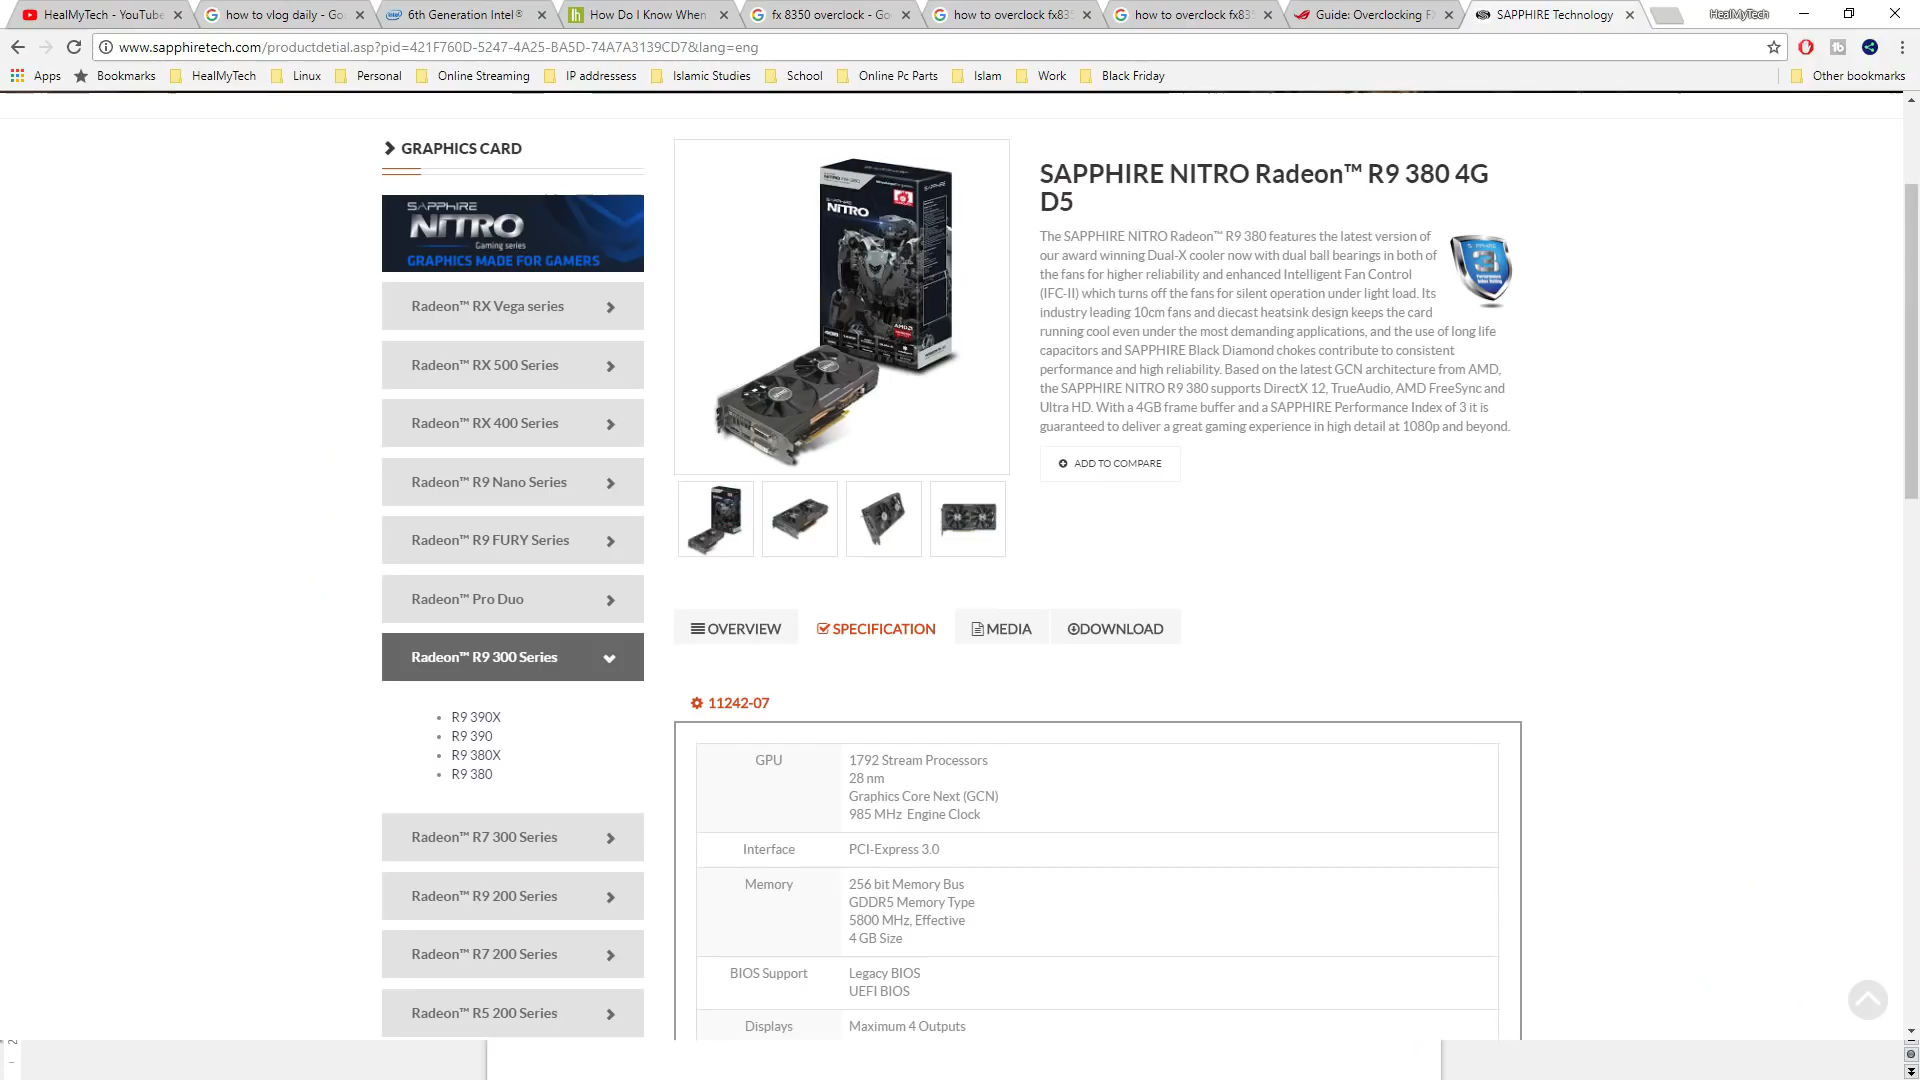 HealMyTech - YouTube
how to vlog daily - Go
6th Generation Intel®
How Do I Know When
fx 8350 overclock - Go
how to overclock fx835
how to overclock fx835
Guide: Overclocking F
SAPPHIRE Technology
HealMyTech
www.sapphiretech.com/productdetial.asp?pid=421F760D-5247-4A25-BA5D-74A7A3139CD7&lang=eng
Apps
Bookmarks
HealMyTech
Linux
Personal
Online Streaming
IP addressess
Islamic Studies
School
Online Pc Parts
Islam
Work
Black Friday
Other bookmarks
GRAPHICS CARD
SAPPHIRE
NITRO
Gaming series
GRAPHICS MADE FOR GAMERS
Radeon™ RX Vega series
Radeon™ RX 500 Series
Radeon™ RX 400 Series
Radeon™ R9 Nano Series
Radeon™ R9 FURY Series
Radeon™ Pro Duo
Radeon™ R9 300 Series
• R9 390X
• R9 390
• R9 380X
• R9 380
Radeon™ R7 300 Series
Radeon™ R9 200 Series
Radeon™ R7 200 Series
Radeon™ R5 200 Series
NITRO
SAPPHIRE NITRO Radeon™ R9 380 4G
D5
The SAPPHIRE NITRO Radeon™ R9 380 features the latest version of
our award winning Dual-X cooler now with dual ball bearings in both of
the fans for higher reliability and enhanced Intelligent Fan Control
(IFC-II) which turns off the fans for silent operation under light load. Its
industry leading 10cm fans and diecast heatsink design keeps the card
running cool even under the most demanding applications, and the use of long life
capacitors and SAPPHIRE Black Diamond chokes contribute to consistent
performance and high reliability. Based on the latest GCN architecture from AMD,
the SAPPHIRE NITRO R9 380 supports DirectX 12, TrueAudio, AMD FreeSync and
Ultra HD. With a 4GB frame buffer and a SAPPHIRE Performance Index of 3 it is
guaranteed to deliver a great gaming experience in high detail at 1080p and beyond.
3
ADD TO COMPARE
OVERVIEW
SPECIFICATION
MEDIA
DOWNLOAD
11242-07
GPU
1792 Stream Processors
28 nm
Graphics Core Next (GCN)
985 MHz Engine Clock
Interface
PCI-Express 3.0
Memory
256 bit Memory Bus
GDDR5 Memory Type
5800 MHz, Effective
4 GB Size
BIOS Support
Legacy BIOS
UEFI BIOS
Displays
Maximum 4 Outputs